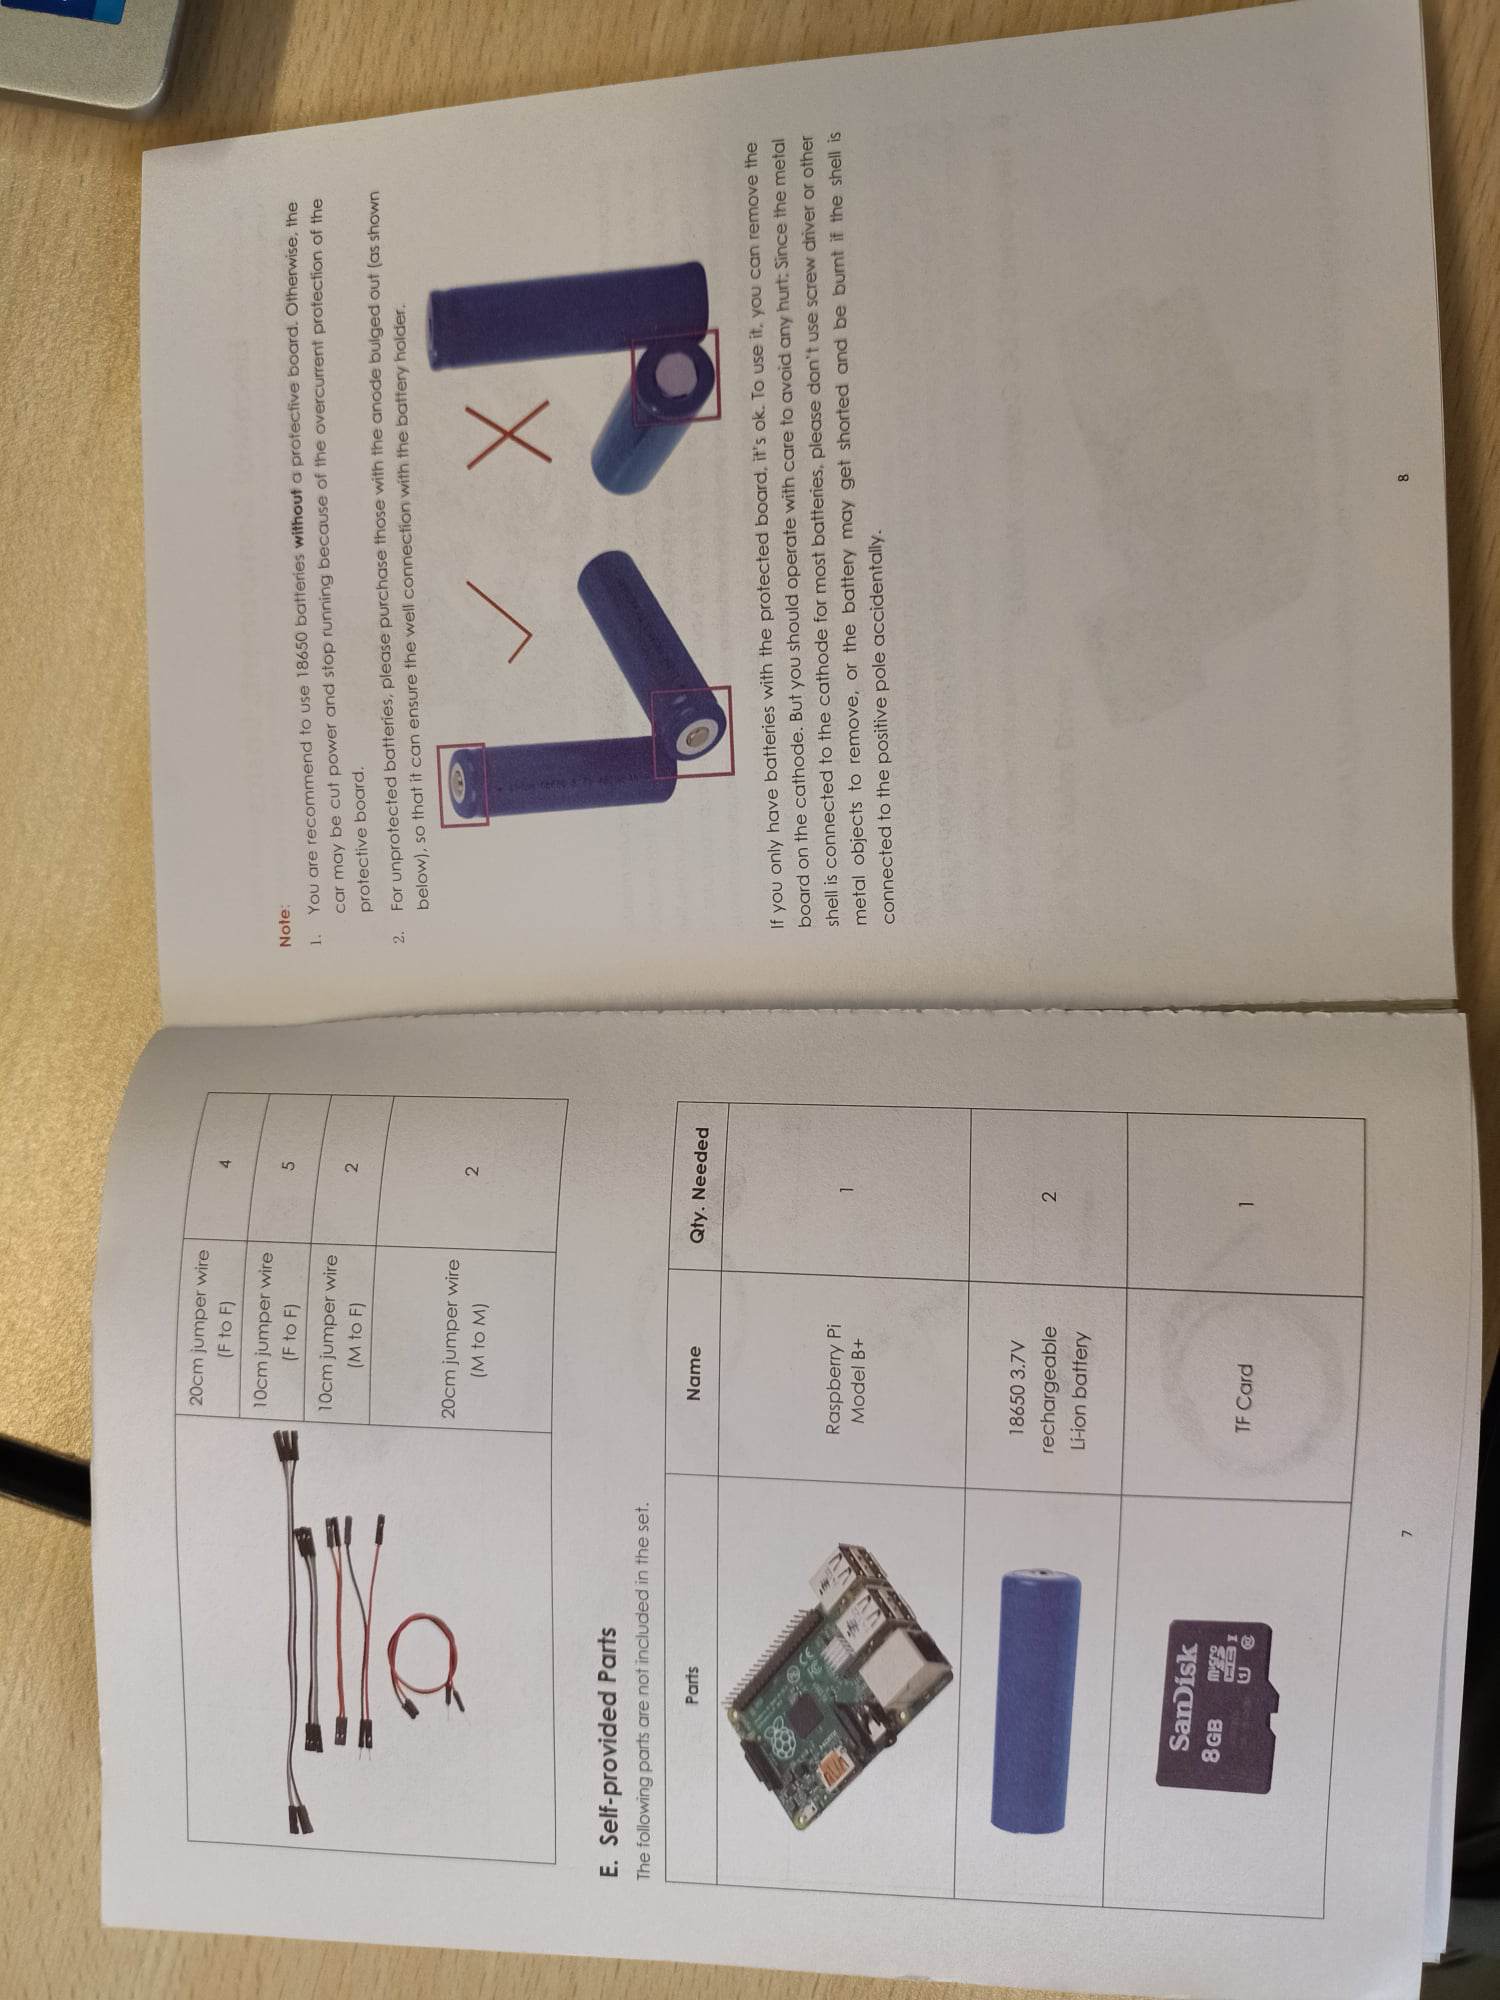 20cm jumper wire
(F to F)
4
10cm jumper wire
(F to F)
5
10cm jumper wire
(M to F)
2
20cm jumper wire
(M to M)
2
E. Self-provided Parts
The following parts are not included in the set.
Parts
Name
Qty. Needed
Raspberry Pi
Model B+
1
18650 3.7V
rechargeable
Li-ion battery
2
SanDisk
8GB
micro
HC I
TF Card
1
7
Note:
1. You are recommend to use 18650 batteries without a protective board. Otherwise, the
car may be cut power and stop running because of the overcurrent protection of the
protective board.
2. For unprotected batteries, please purchase those with the anode bulged out (as shown
below), so that it can ensure the well connection with the battery holder.
If you only have batteries with the protected board, it's ok. To use it, you can remove the
board on the cathode. But you should operate with care to avoid any hurt; Since the metal
shell is connected to the cathode for most batteries, please don't use screw driver or other
metal objects to remove, or the battery may get shorted and be burnt if the shell is
connected to the positive pole accidentally.
8